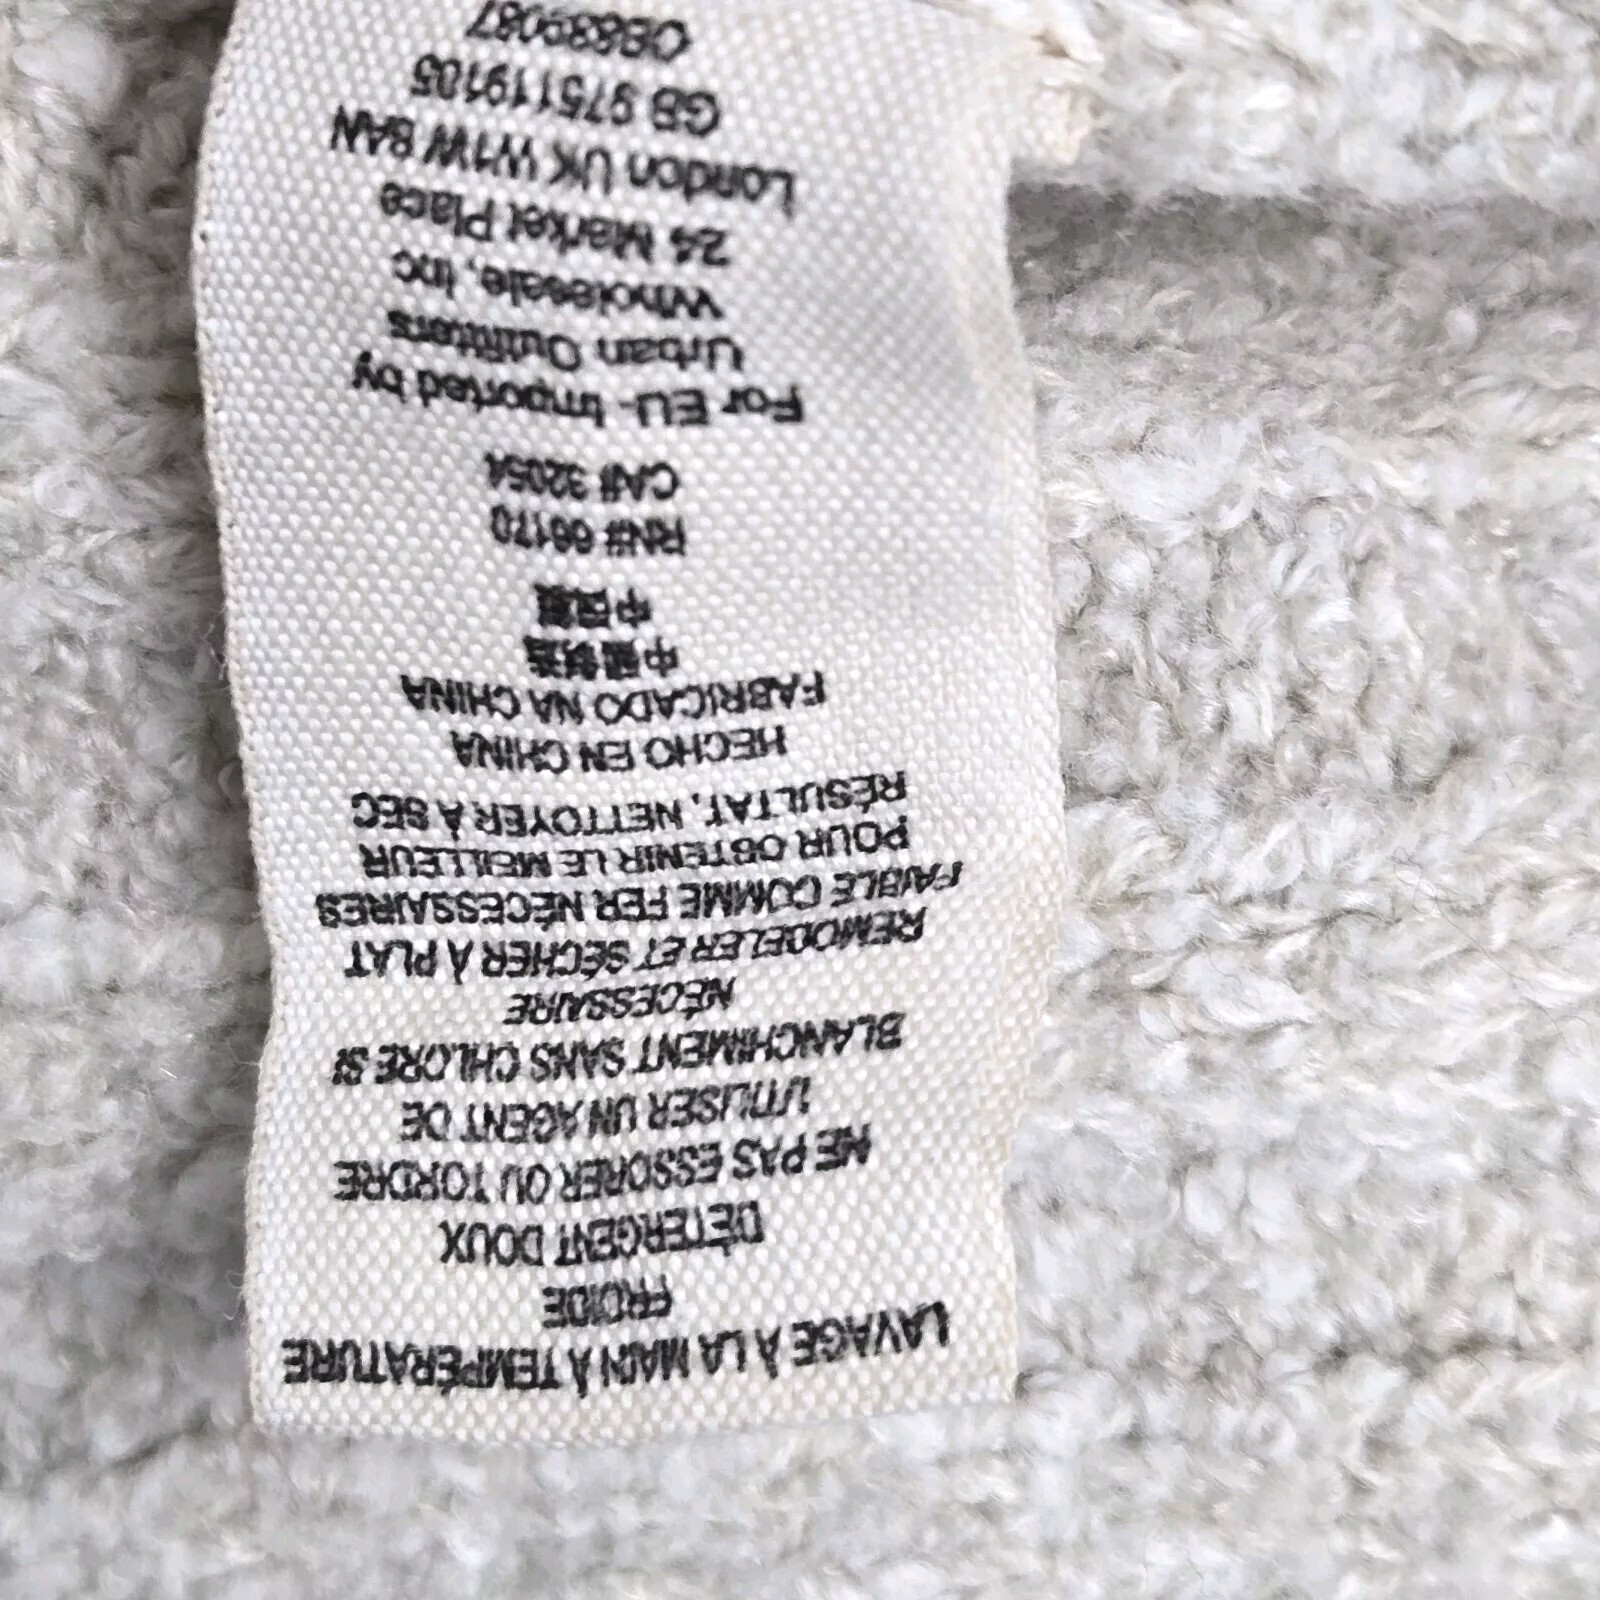 LAVAGE À LA MAIN À TEMPÉRATURE
FROIDE
DÉTERGENT DOUX
NE PAS ESSORER OU TORDRE
UTILISER UN AGENT DE
BLANCHIMENT SANS CHLORE SI
NÉCESSAIRE
REMODELER ET SÉCHER À PLAT
FAIBLE COMME FER NÉCESSAIRES
POUR OBTENIR LE MEILLEUR
RÉSULTAT, NETTOYER À SEC
HECHO EN CHINA
FABRICADO NA CHINA
中國製造
中国製
RN# 66170
CA# 32054
For EU- Imported by
Urban Outfitters
Wholesale, Inc
24 Market Place
London UK W1W 8AN
GB 975119105